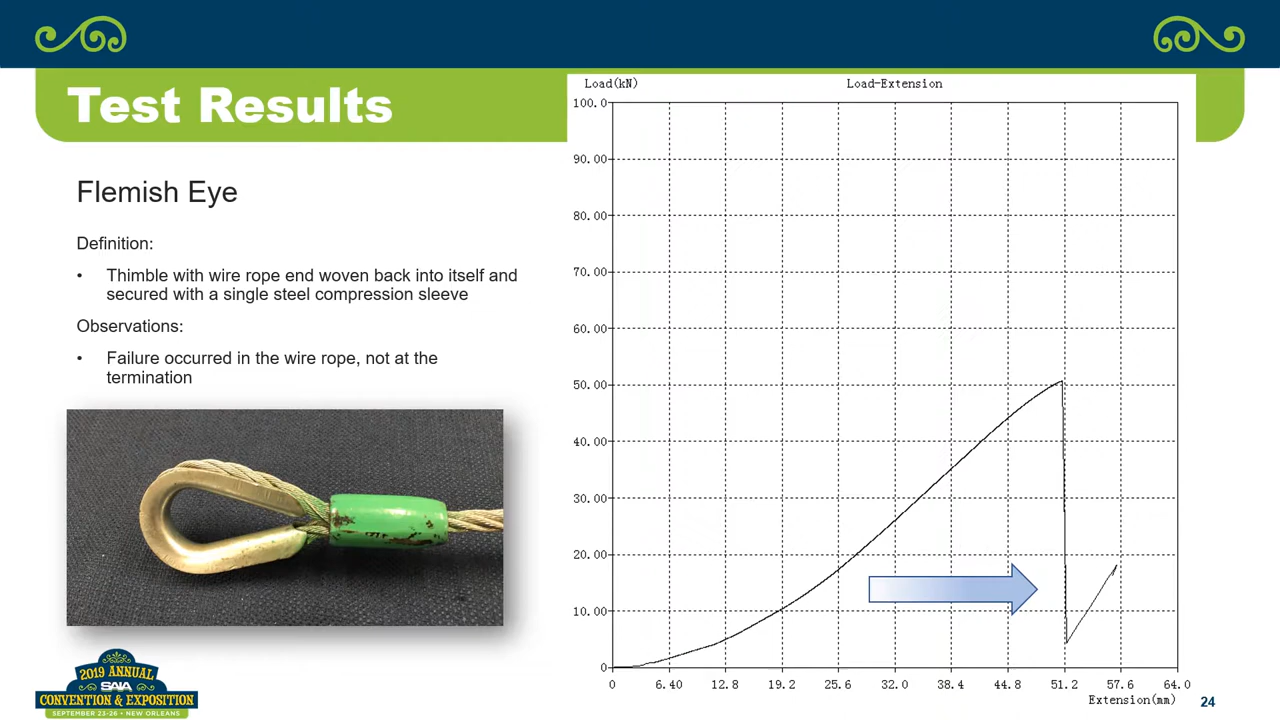 Test Results
Flemish Eye
Definition:
• Thimble with wire rope end woven back into itself and
secured with a single steel compression sleeve
Observations:
• Failure occurred in the wire rope, not at the
termination
2019 ANNUAL
SAIA
CONVENTION & EXPOSITION
SEPTEMBER 23-26 • NEW ORLEANS
Load(kN)
Load-Extension
100.0
90.00
80.00
70.00
60.00
50.00
40.00
30.00
20.00
10.00
0
0 6.40 12.8 19.2 25.6 32.0 38.4 44.8 51.2 57.6 64.0
Extension(mm)
24